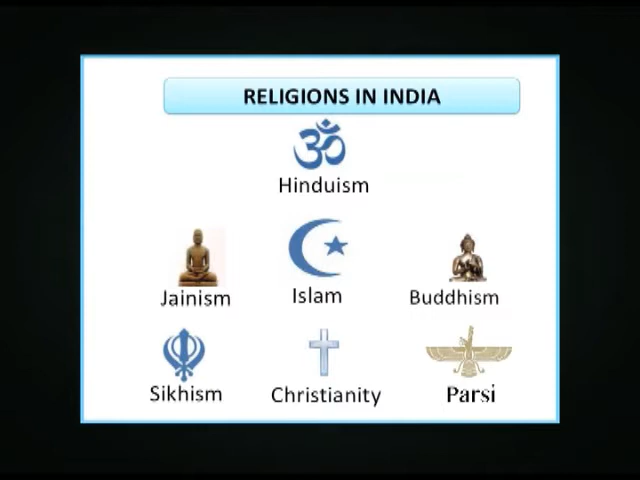 RELIGIONS IN INDIA
Hinduism
Jainism
Islam
Buddhism
Sikhism
Christianity
Parsi